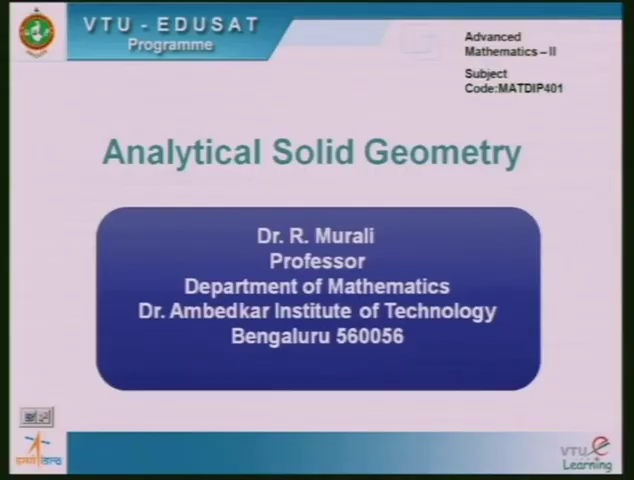 VTU - EDUSAT
Programme
Advanced
Mathematics – II
Subject
Code:MATDIP401
Analytical Solid Geometry
Dr. R. Murali
Professor
Department of Mathematics
Dr. Ambedkar Institute of Technology
Bengaluru 560056
VTU e
Learning